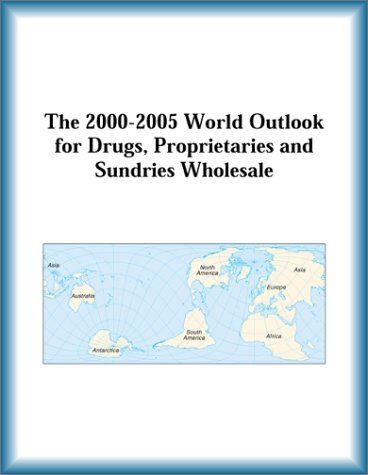 The 2000-2005 World Outlook
for Drugs, Proprietaries and
Sundries Wholesale
Asia
North
America
Asia
Australia
Europe
South
America
Africa
Antarctica